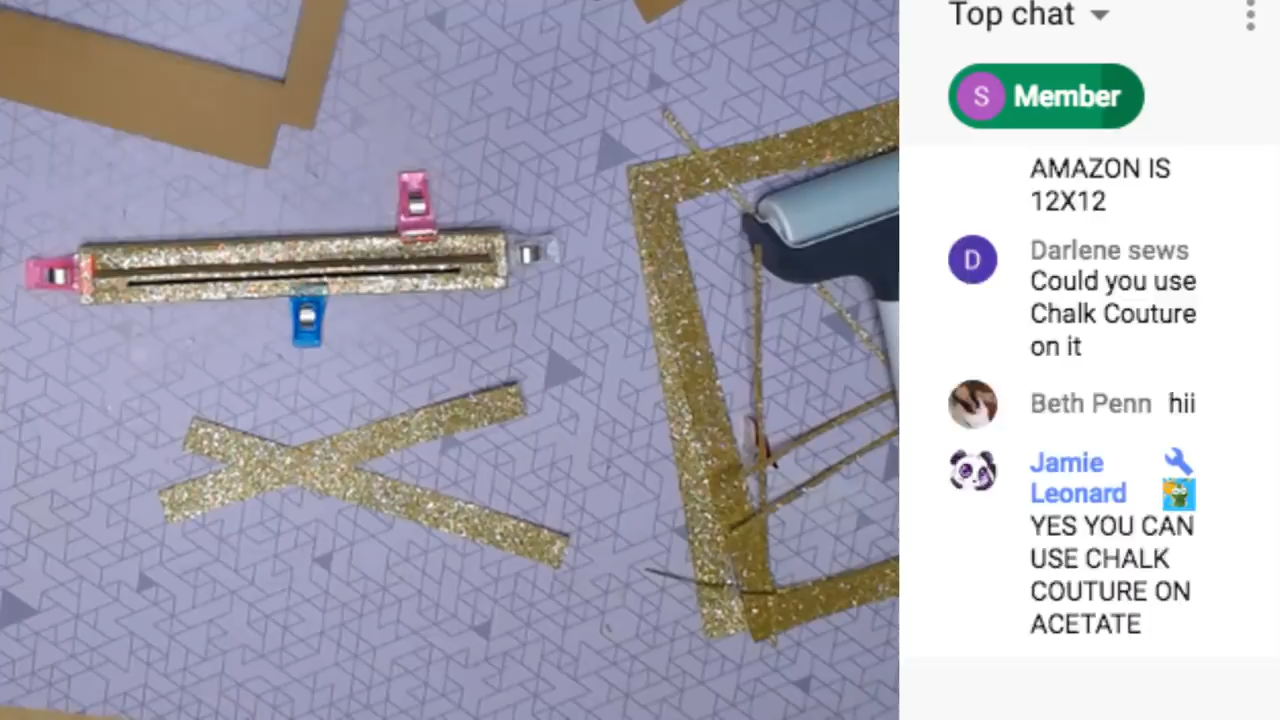 Top chat
S Member
AMAZON IS
12X12
D Darlene sews
Could you use
Chalk Couture
on it
Beth Penn hii
Jamie
Leonard
YES YOU CAN
USE CHALK
COUTURE ON
ACETATE